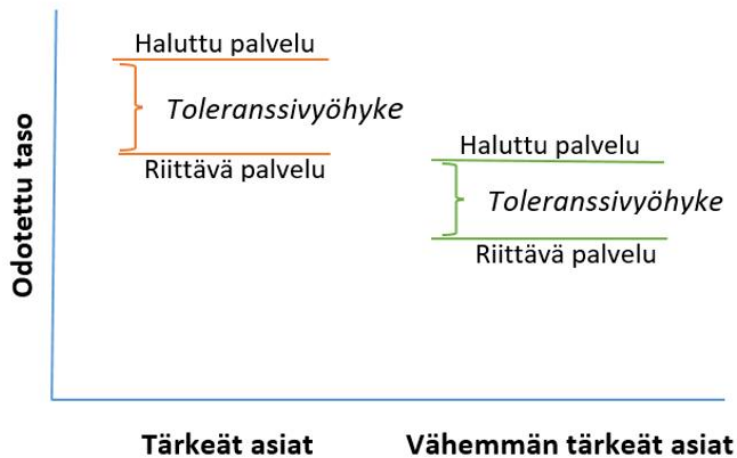 Haluttu palvelu
Toleranssivyöhyke
Riittävä palvelu
Haluttu palvelu
Toleranssivyöhyke
Riittävä palvelu
Odotettu taso
Tärkeät asiat
Vähemmän tärkeät asiat